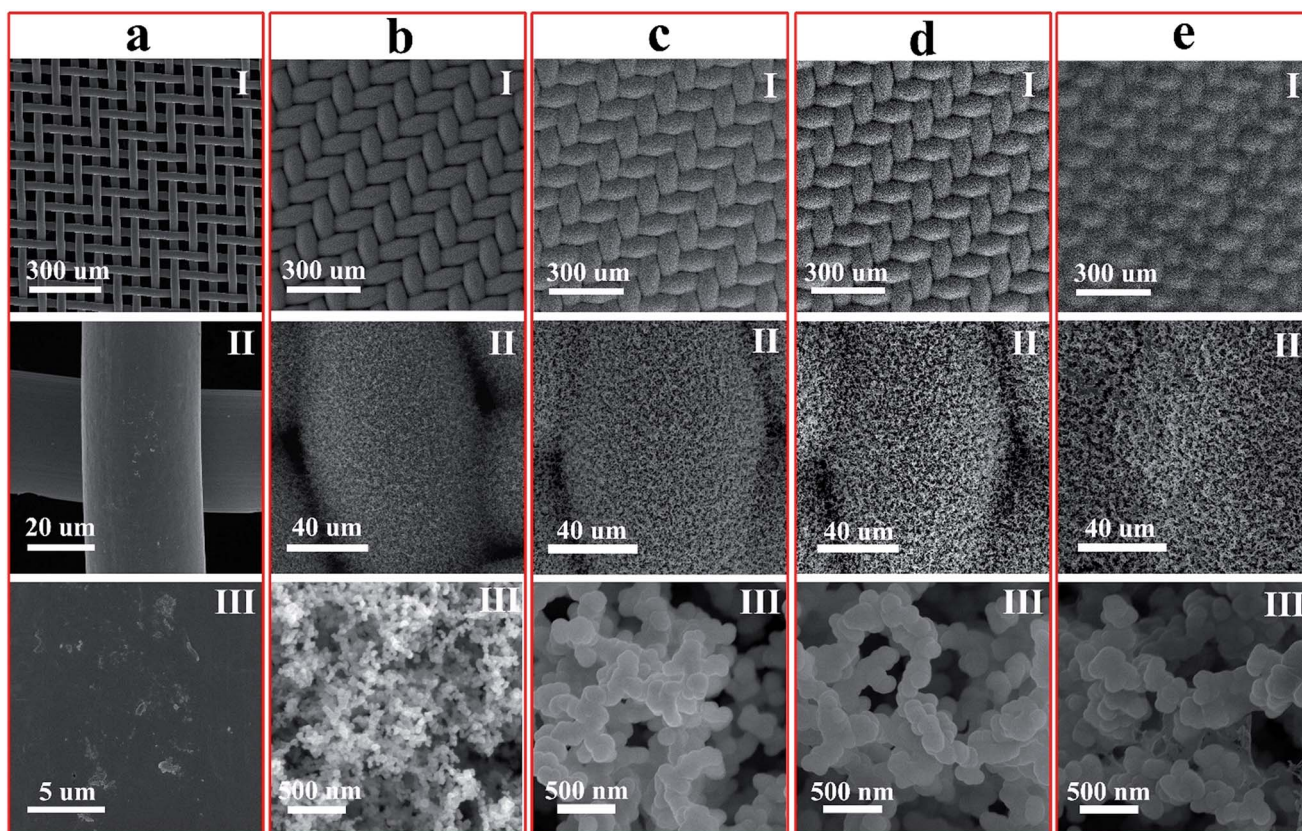 a b c d e
I I I I I
300 um 300 um 300 um 300 um 300 um
II II II II II
20 um 40 um 40 um 40 um 40 um
III III III III III
5 um 500 nm 500 nm 500 nm 500 nm